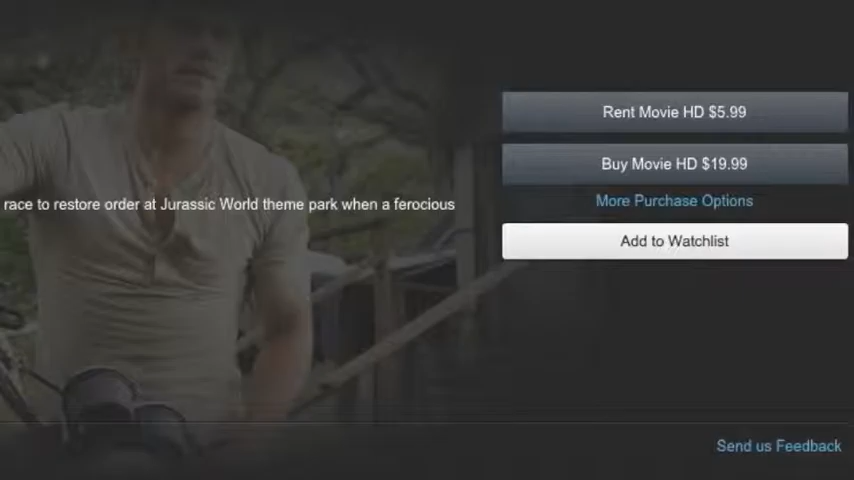 Rent Movie HD $5.99
Buy Movie HD $19.99
race to restore order at Jurassic World theme park when a ferocious
More Purchase Options
Add to Watchlist
Send us Feedback